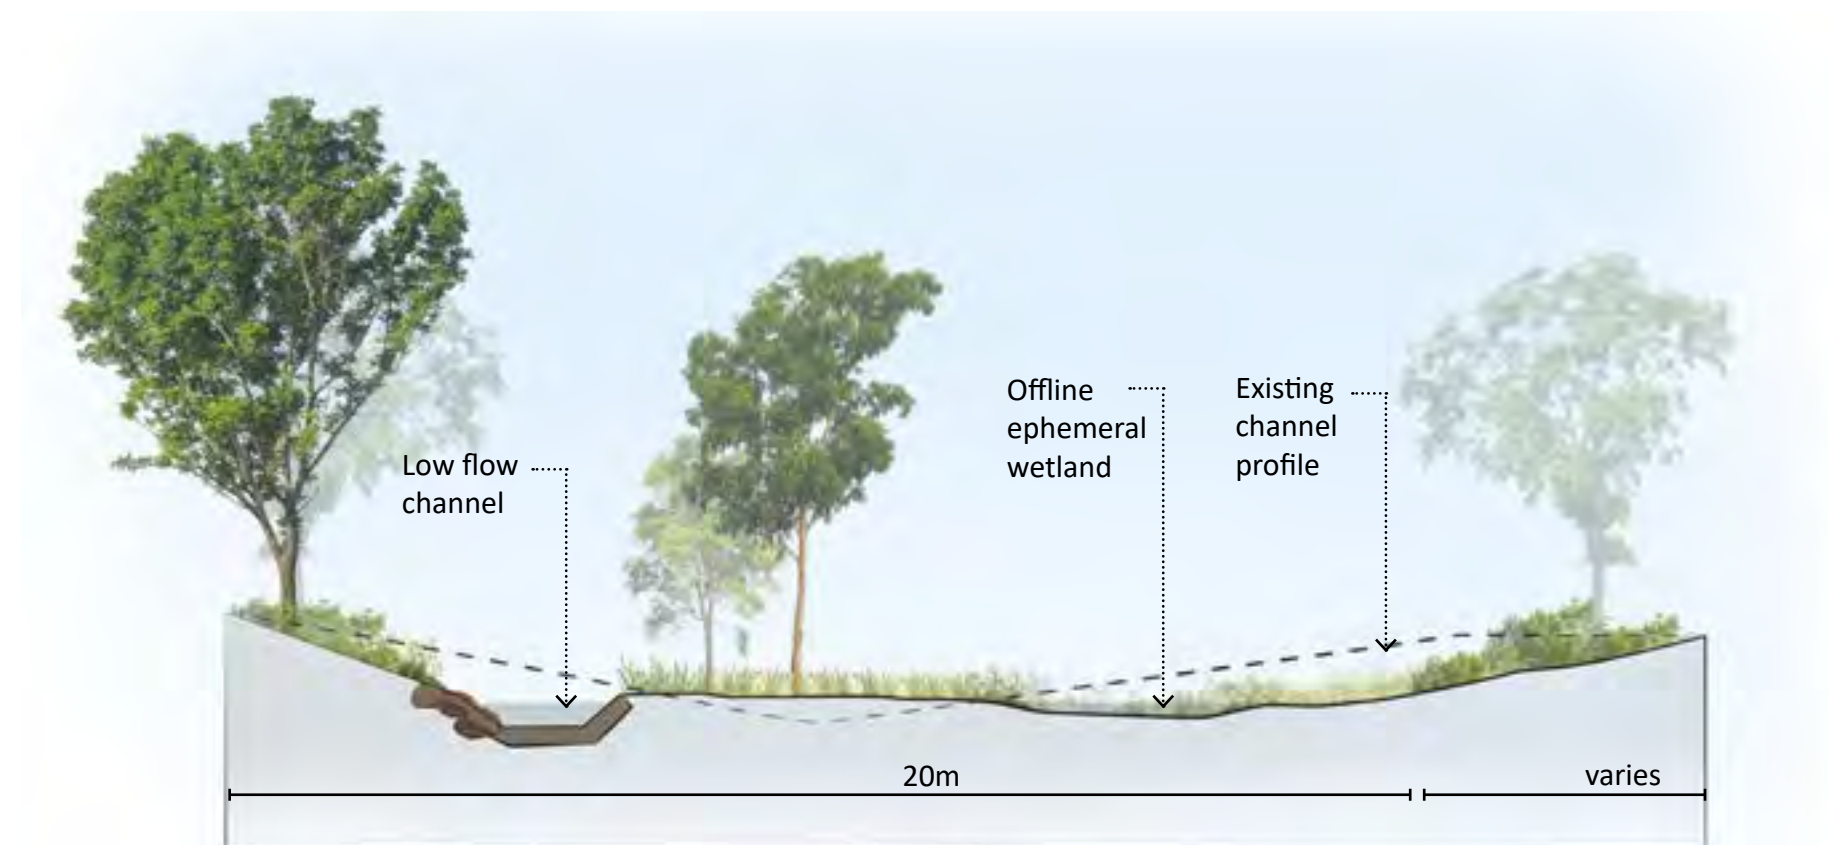 Low flow
channel
Offline
ephemeral
wetland
Existing
channel
profile
20m
varies